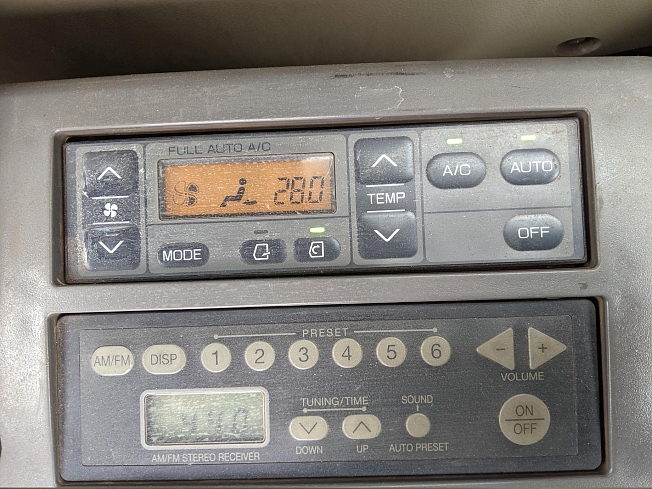 FULL AUTO A/C
28.0
TEMP
A/C
AUTO
MODE
OFF
PRESET
AM/FM
DISP
1
2
3
4
5
6
- +
VOLUME
TUNING/TIME
SOUND
ON
OFF
DOWN
UP
AUTO PRESET
AM/FM STEREO RECEIVER